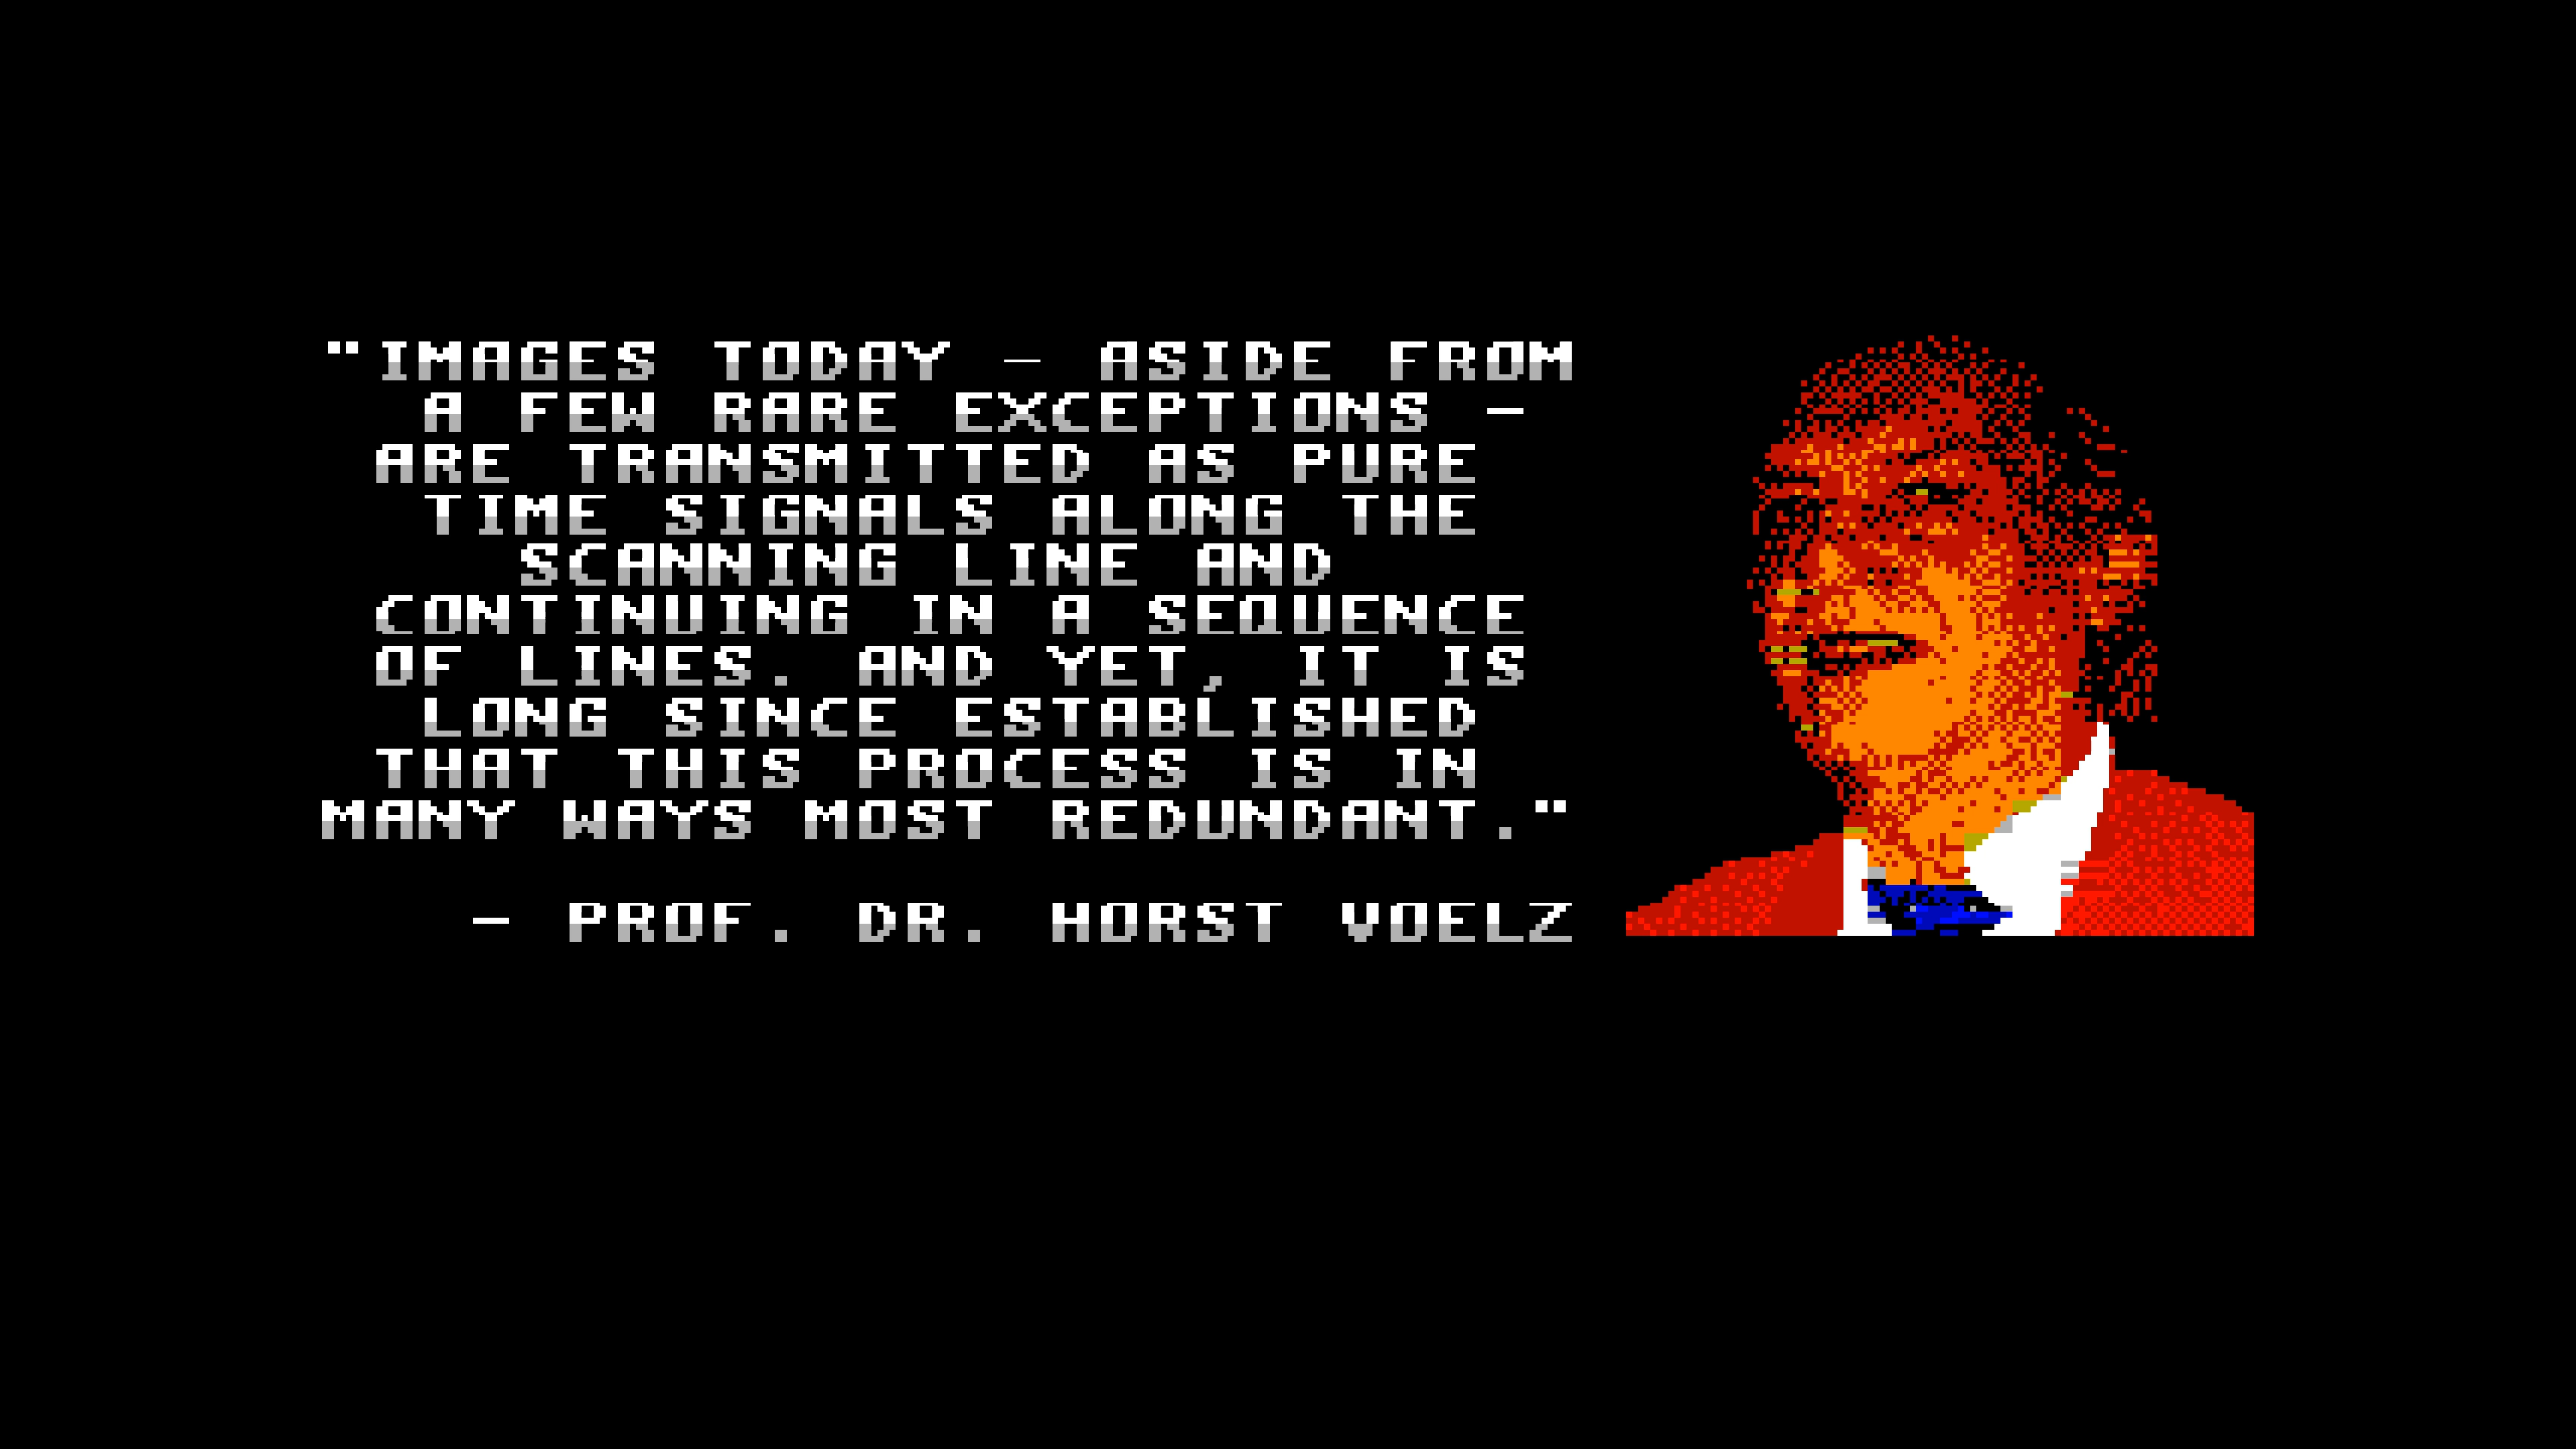 "IMAGES TODAY - ASIDE FROM
A FEW RARE EXCEPTIONS -
ARE TRANSMITTED AS PURE
TIME SIGNALS ALONG THE
SCANNING LINE AND
CONTINUING IN A SEQUENCE
OF LINES. AND YET, IT IS
LONG SINCE ESTABLISHED
THAT THIS PROCESS IS IN
MANY WAYS MOST REDUNDANT."
- PROF. DR. HORST VOELZ